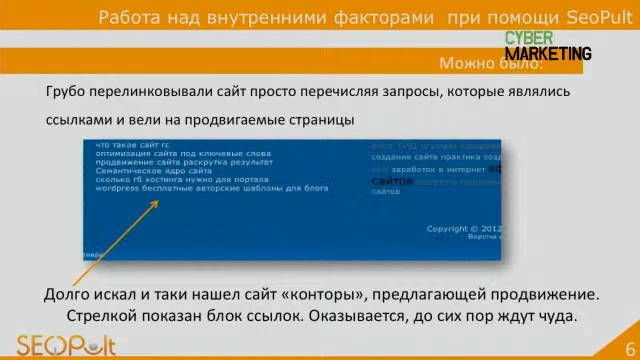 Работа над внутренними факторами при помощи SeoPult
CYBER
MARKETING
Можно было:
Грубо перелинковывали сайт просто перечисляя запросы, которые являлись
ссылками и вели на продвигаемые страницы
что такое сайт гс
оптимизация сайта под ключевые слова
продвижение сайта раскрутка результат
Семантическое ядро сайта
сколько гб хостинга нужно для портала
wordpress бесплатные авторские шаблоны для блога
создания сайта практика созд
заработок в интернет эф
сайтов
сайтов
Copyright © 2012
Верстка
Долго искал и таки нашел сайт «конторы», предлагающей продвижение.
Стрелкой показан блок ссылок. Оказывается, до сих пор ждут чуда.
SEOPult
6